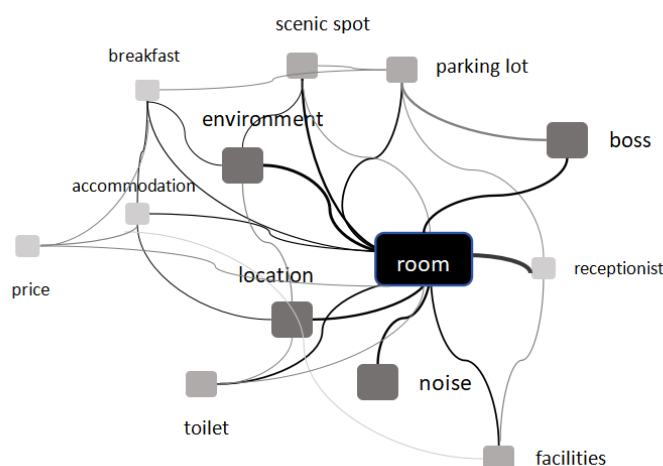 scenic spot
breakfast
parking lot
environment
boss
accommodation
room
receptionist
location
price
noise
toilet
facilities